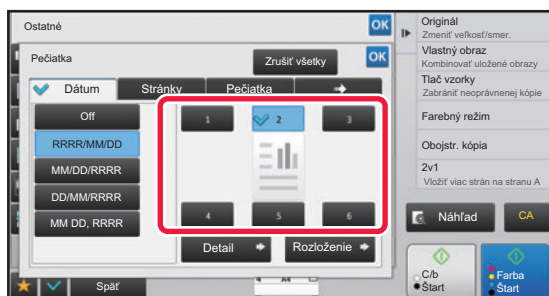 Ostatné
OK
Pečiatka
Zrušiť všetky
OK
Dátum
Stránky
Pečiatka
Off
RRRR/MM/DD
MM/DD/RRRR
DD/MM/RRRR
MM DD, RRRR
1
2
3
4
5
6
Detail
Rozloženie
Späť
A4
Originál
Zmeniť veľkosť/smer.
Vlastný obraz
Kombinovať uložené obrazy
Tlač vzorky
Zabrániť neoprávnenej kópie
Farebný režim
Obojstr. kópia
2v1
Vložiť viac strán na stranu A
Náhľad
CA
C/b
Štart
Farba
Štart